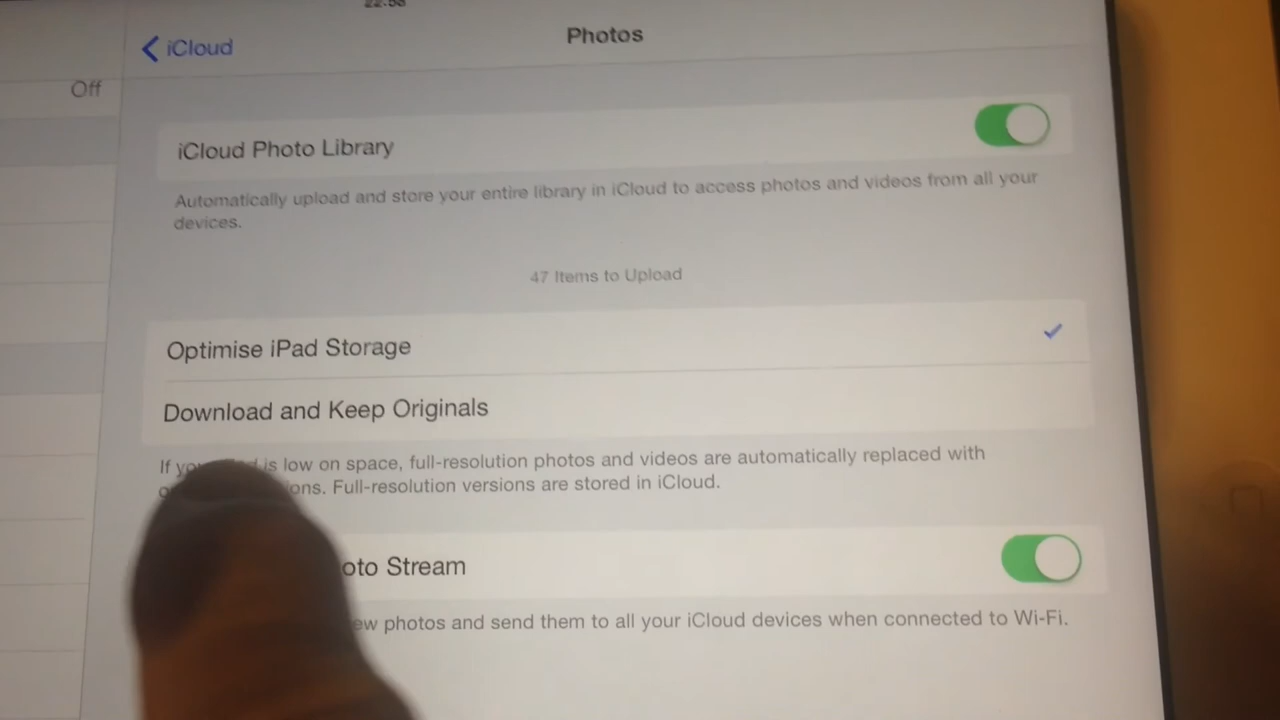 iCloud
Photos
Off
iCloud Photo Library
Automatically upload and store your entire library in iCloud to access photos and videos from all your
devices.
47 Items to Upload
Optimise iPad Storage
Download and Keep Originals
If is low on space, full-resolution photos and videos are automatically replaced with
ons. Full-resolution versions are stored in iCloud.
oto Stream
ew photos and send them to all your iCloud devices when connected to Wi-Fi.